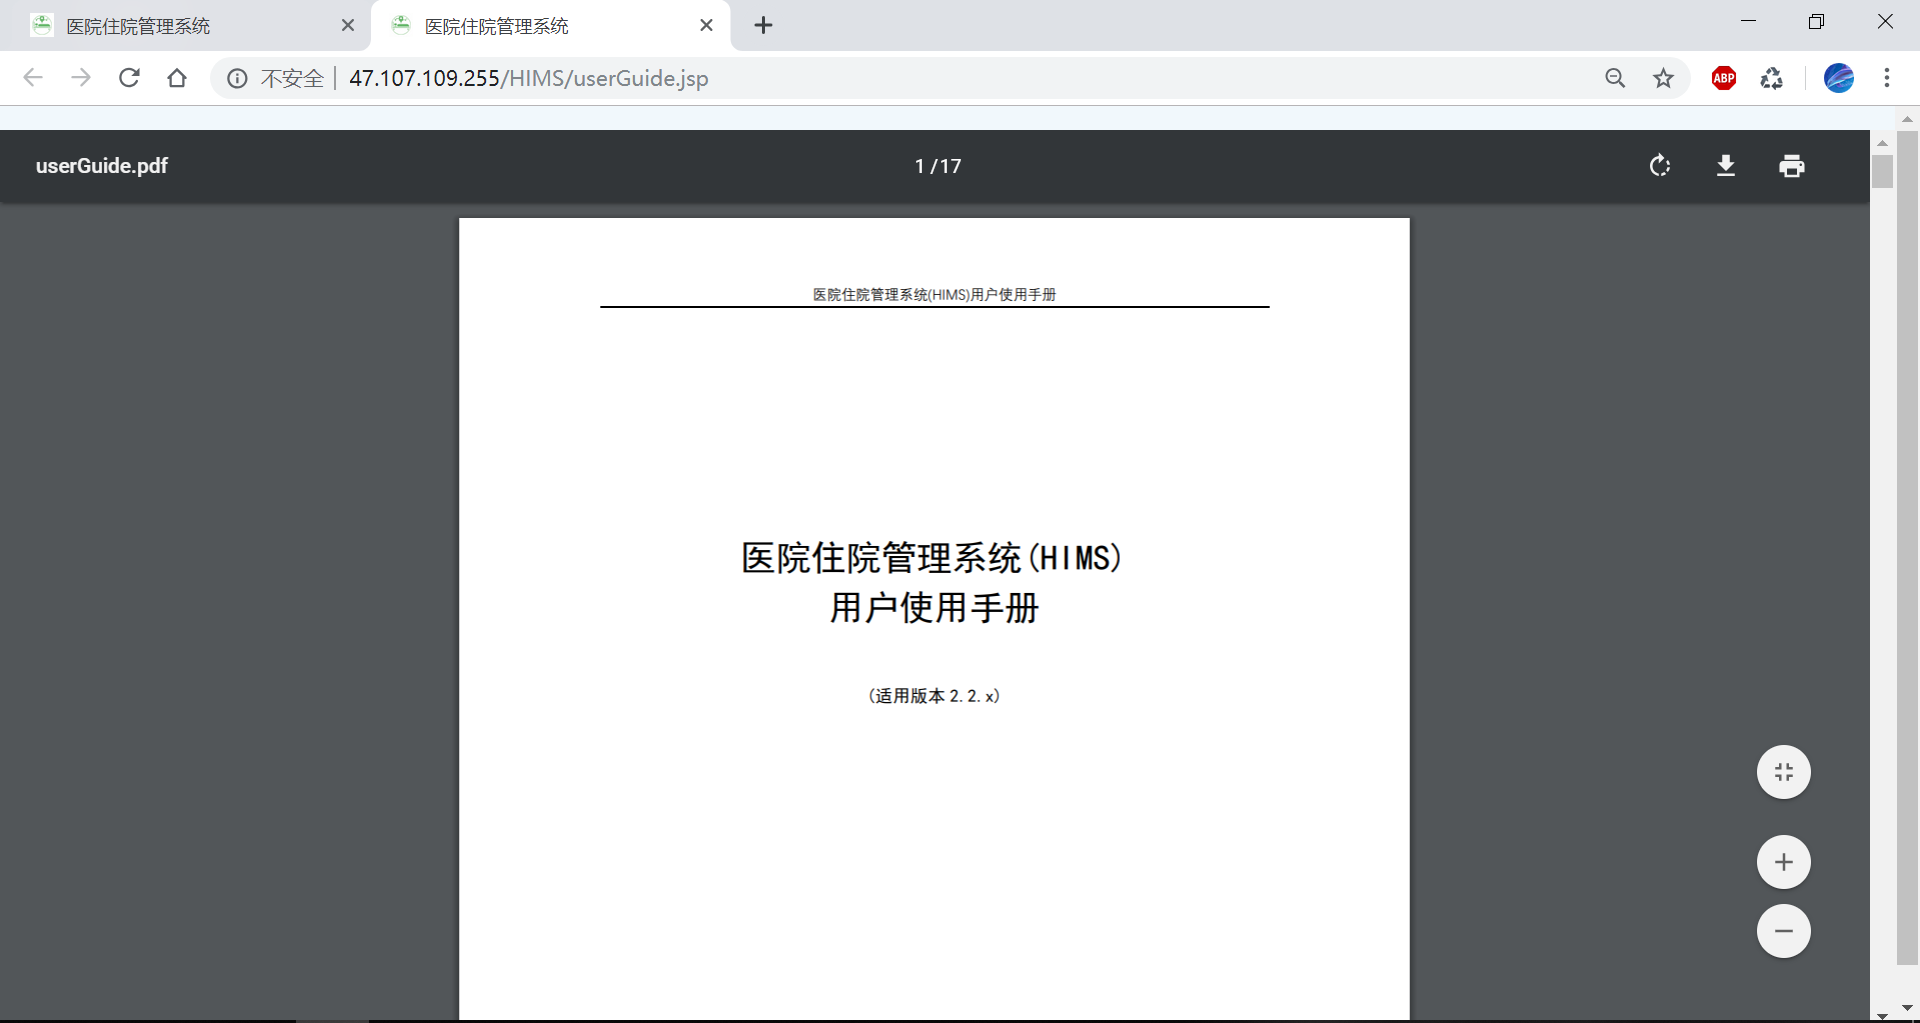 医院住院管理系统
医院住院管理系统
不安全 47.107.109.255/HIMS/userGuide.jsp
ABP
userGuide.pdf
1 / 17
医院住院管理系统(HIMS)用户使用手册
医院住院管理系统(HIMS)
用户使用手册
（适用版本 2.2.x）